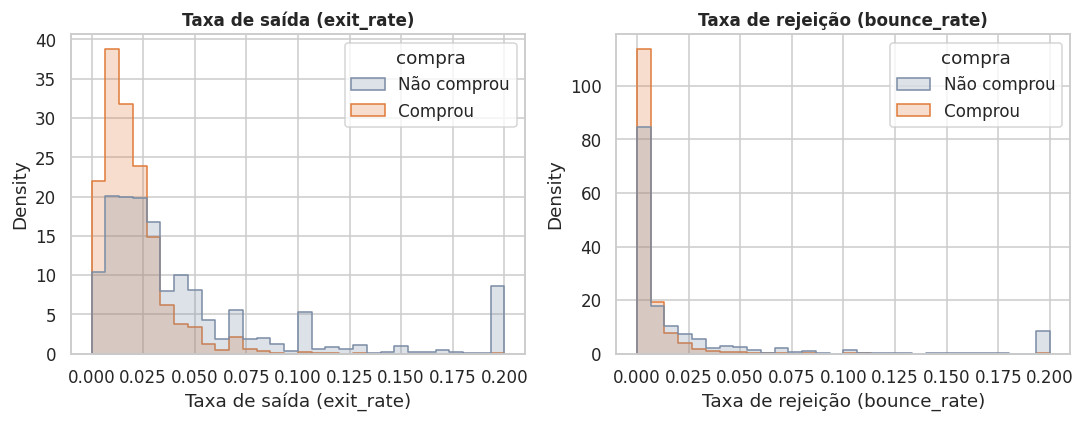 Taxa de saída (exit_rate)
40
35
30
25
20
15
10
5
0
Density
compra
Não comprou
Comprou
0.000 0.025 0.050 0.075 0.100 0.125 0.150 0.175 0.200
Taxa de saída (exit_rate)
Taxa de rejeição (bounce_rate)
100
80
60
40
20
0
Density
compra
Não comprou
Comprou
0.000 0.025 0.050 0.075 0.100 0.125 0.150 0.175 0.200
Taxa de rejeição (bounce_rate)